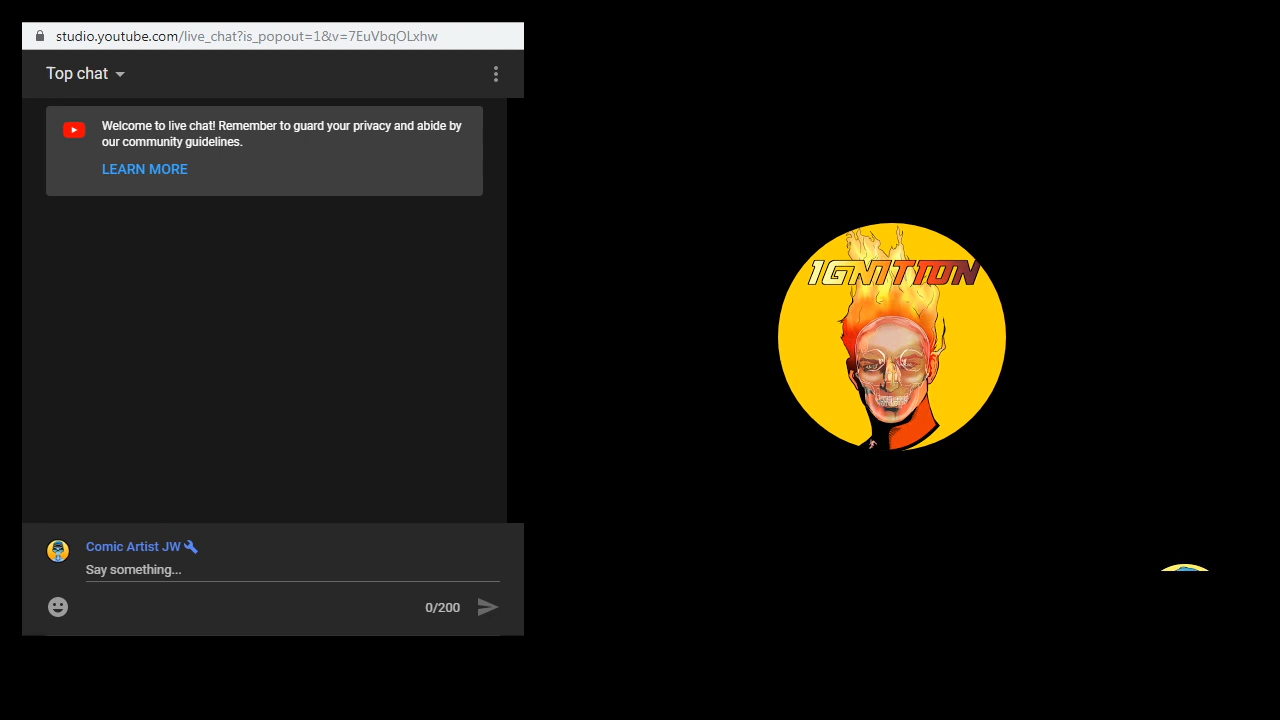 studio.youtube.com/live_chat?is_popout=1&v=7EuVbqOLxhw
Top chat
Welcome to live chat! Remember to guard your privacy and abide by
our community guidelines.
LEARN MORE
IGNITION
Comic Artist JW
Say something...
0/200